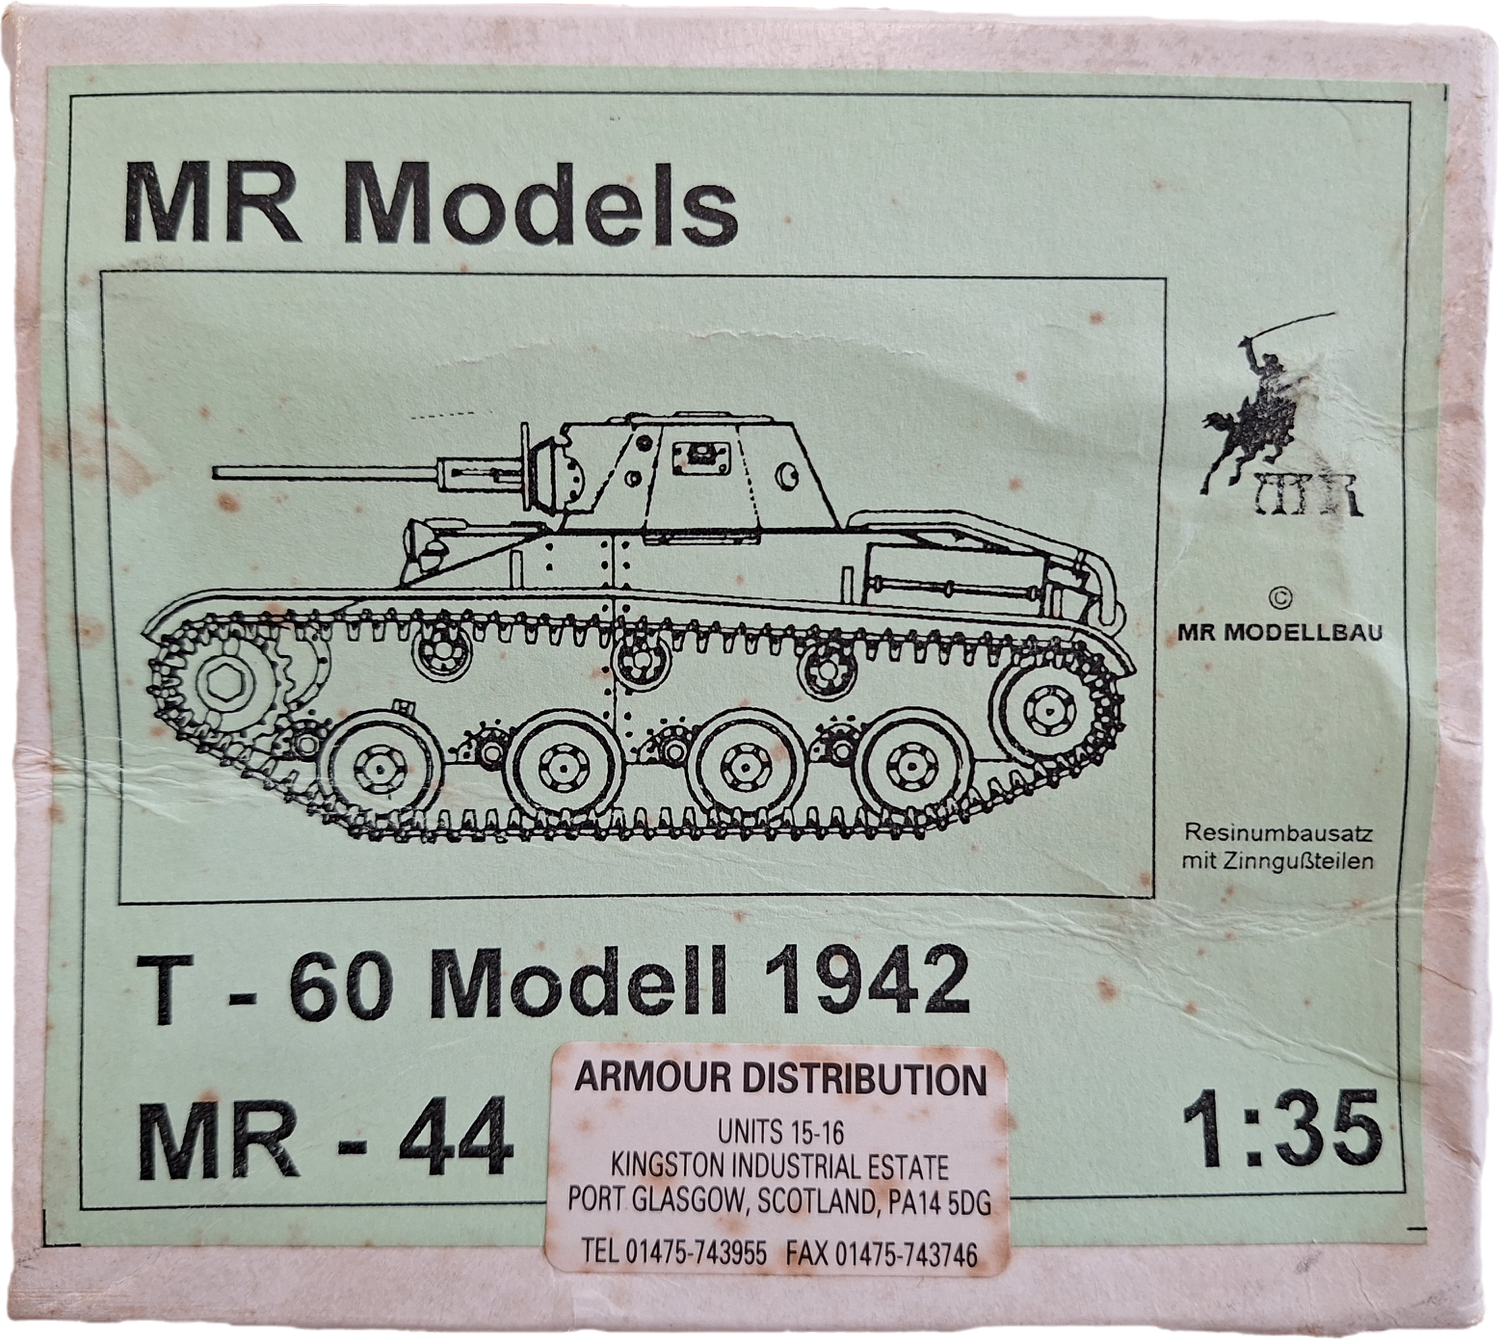 MR Models
MR
©
MR MODELLBAU
Resinumbausatz
mit Zinngußteilen
T - 60 Modell 1942
MR - 44
1:35
ARMOUR DISTRIBUTION
UNITS 15-16
KINGSTON INDUSTRIAL ESTATE
PORT GLASGOW, SCOTLAND, PA14 5DG
TEL 01475-743955 FAX 01475-743746